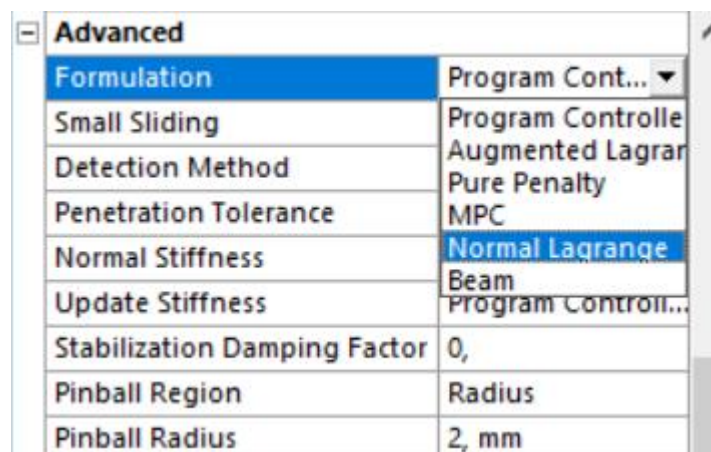 Advanced
Formulation Program Cont...
Small Sliding Program Controlle
Augmented Lagrar
Detection Method Pure Penalty
Penetration Tolerance MPC
Normal Stiffness Normal Lagrange
Beam
Update Stiffness Program Controll...
Stabilization Damping Factor 0,
Pinball Region Radius
Pinball Radius 2, mm